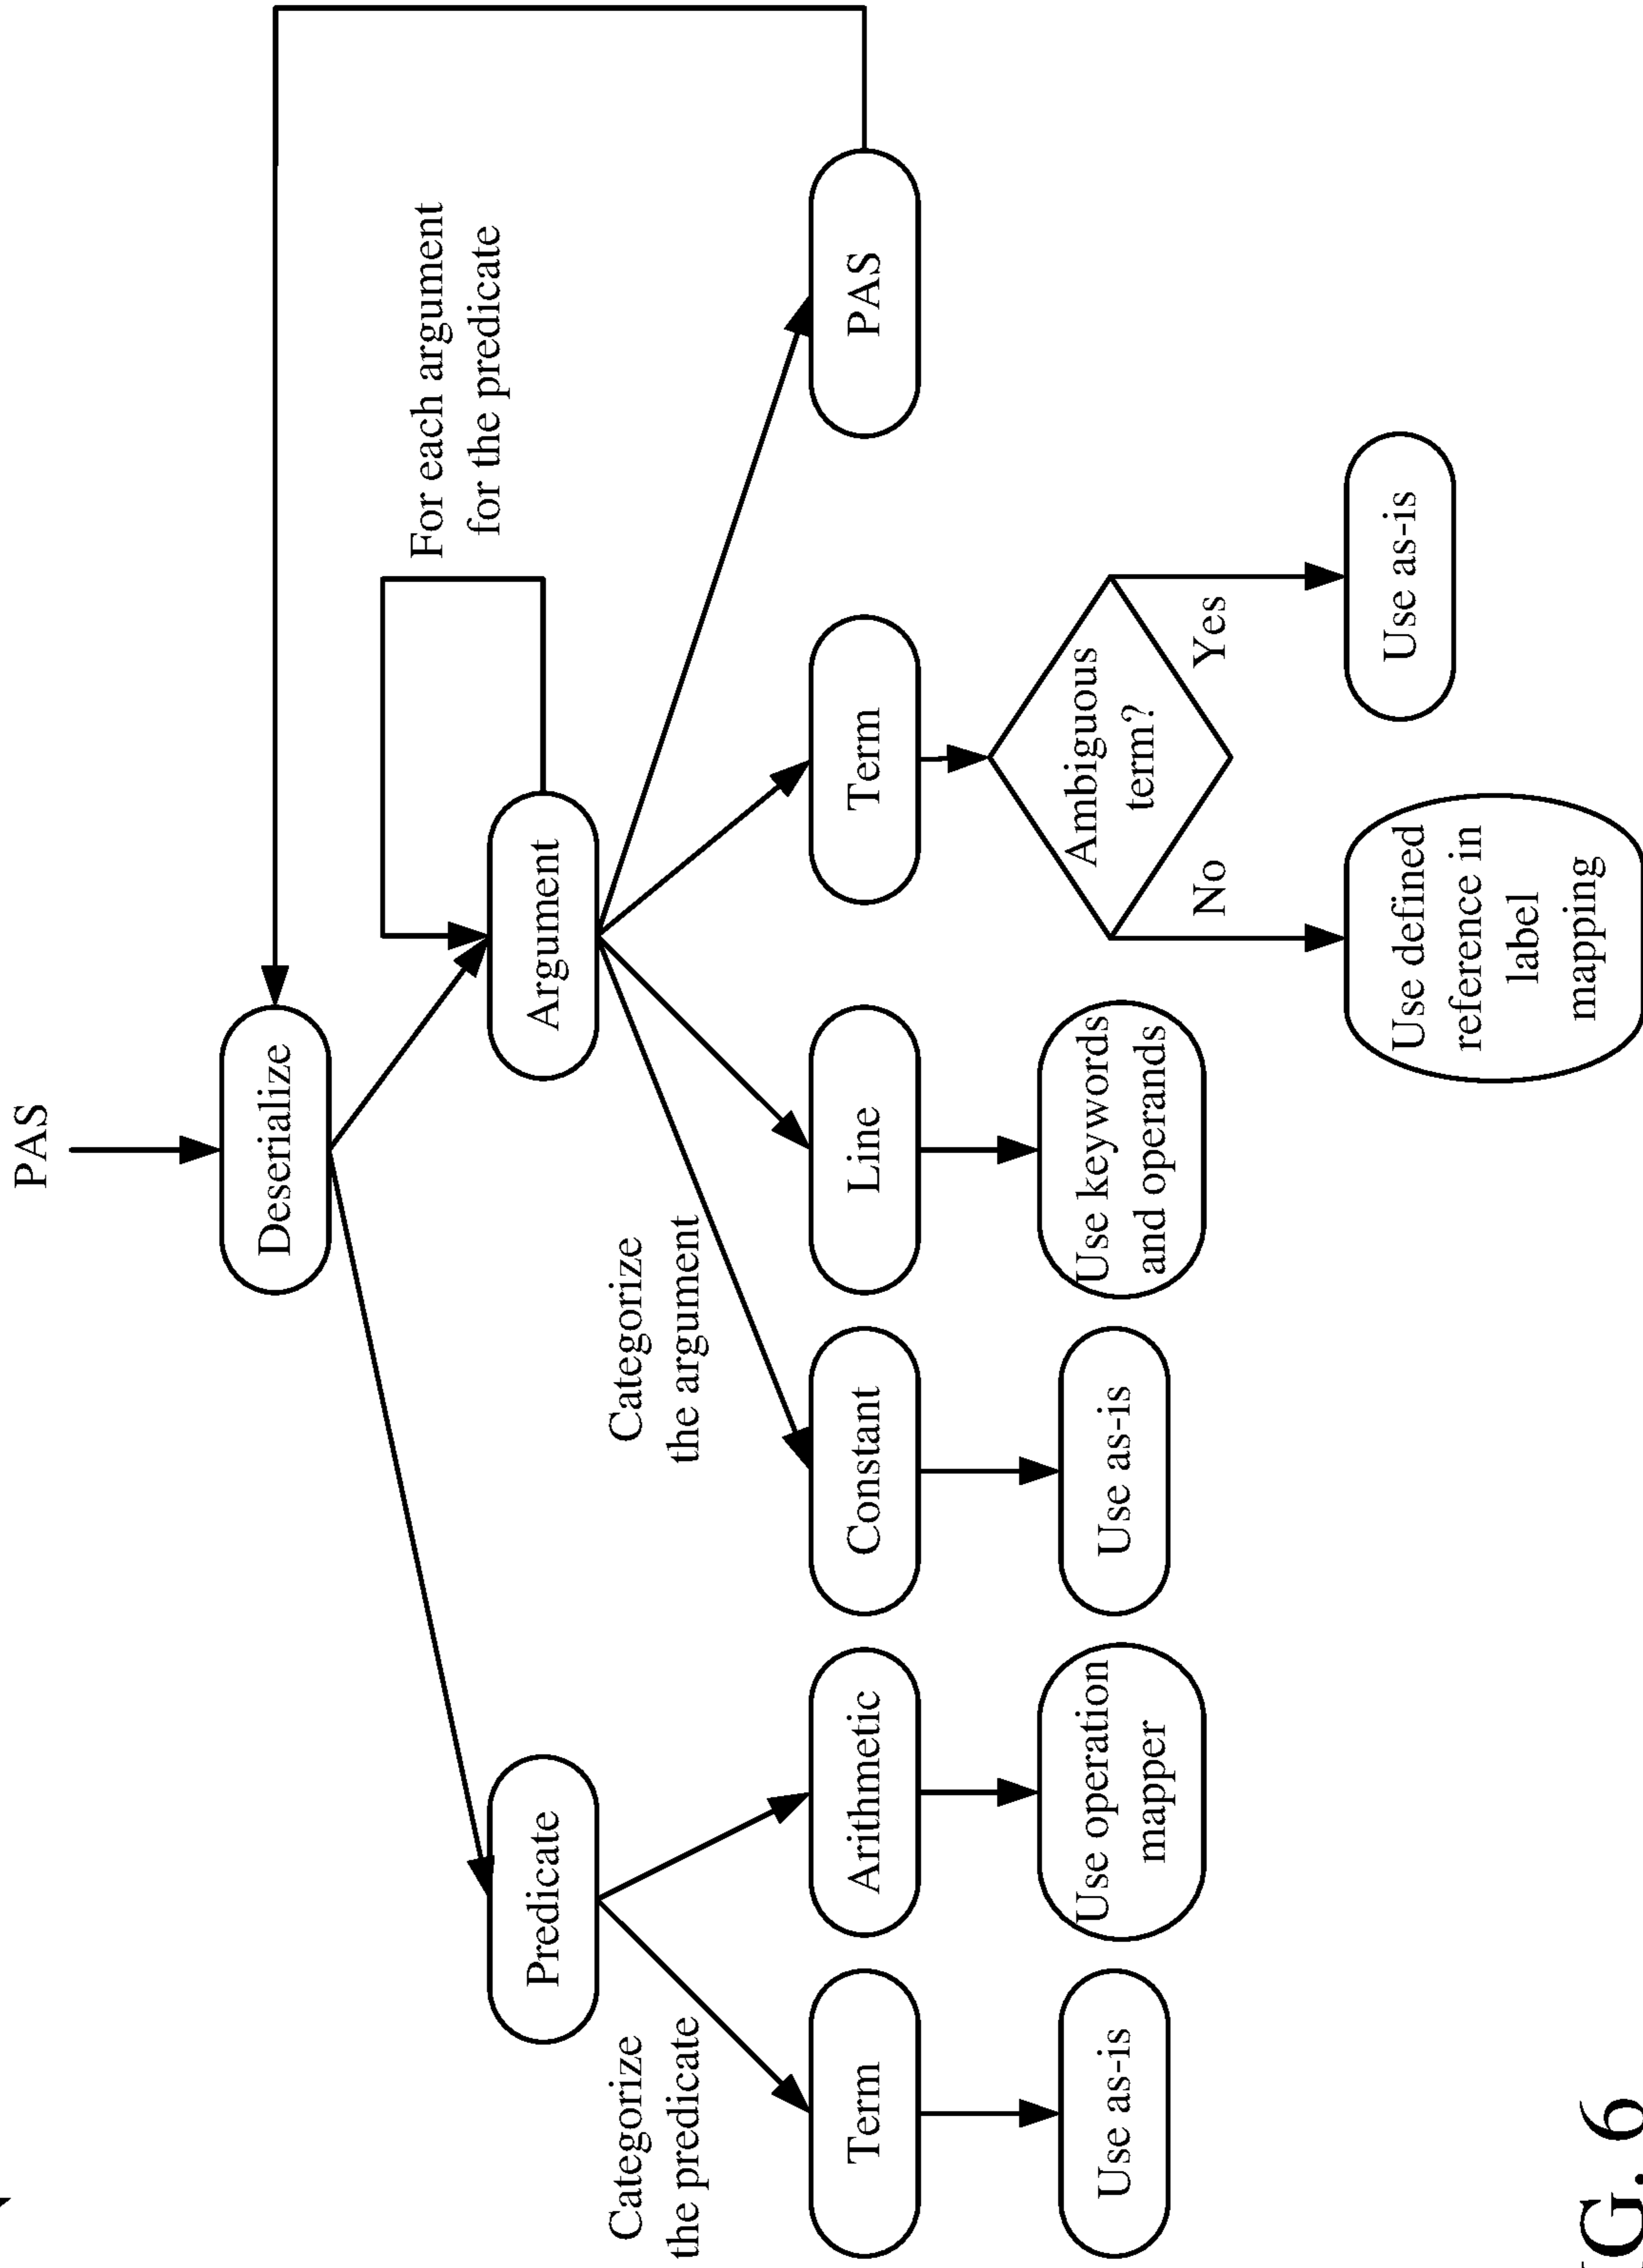 PAS
Deserialize
For each argument
for the predicate
Predicate
Argument
Categorize
the predicate
Categorize
the argument
Term
Arithmetic
Constant
Line
Term
PAS
Use as-is
Use operation
mapper
Use as-is
Use keywords
and operands
Ambiguous
term?
No
Yes
Use defined
reference in
label
mapping
Use as-is
G. 6